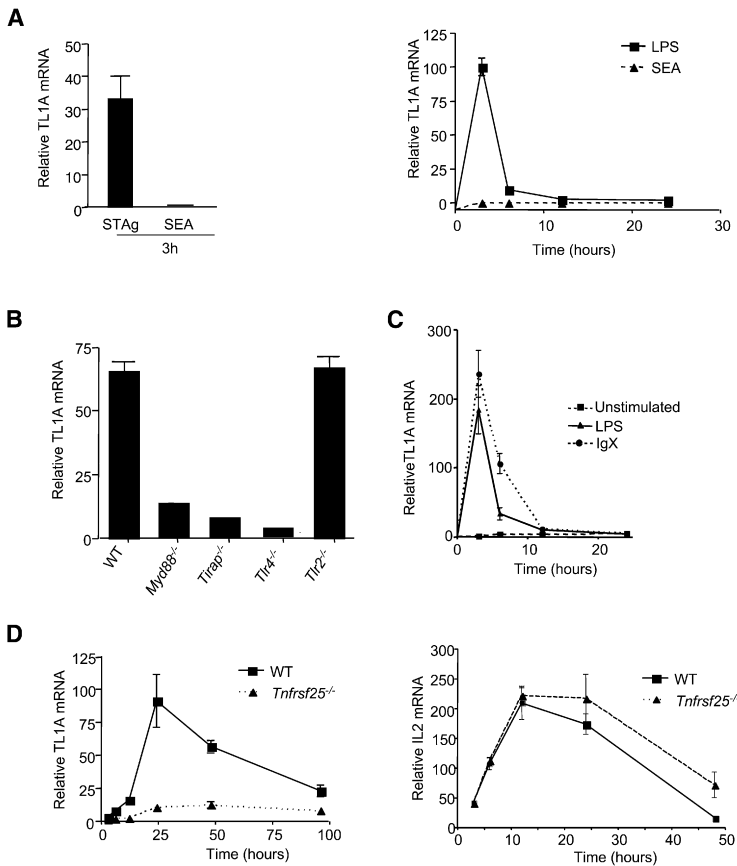 A
Relative TL1A mRNA
50
40
30
20
10
0
STAg SEA
3h
Relative TL1A mRNA
125
100
75
50
25
0
LPS
SEA
0 10 20 30
Time (hours)
B
Relative TL1A mRNA
75
50
25
0
WT
Myd88-/-
Tirap-/-
Tlr4-/-
Tlr2-/-
C
RelativeTL1A mRNA
300
200
100
0
Unstimulated
LPS
IgX
0 10 20
Time (hours)
D
Relative TL1A mRNA
125
100
75
50
25
0
WT
Tnfrsf25-/-
0 25 50 75 100
Time (hours)
Relative IL2 mRNA
300
250
200
150
100
50
0
WT
Tnfrsf25-/-
0 10 20 30 40 50
Time (hours)